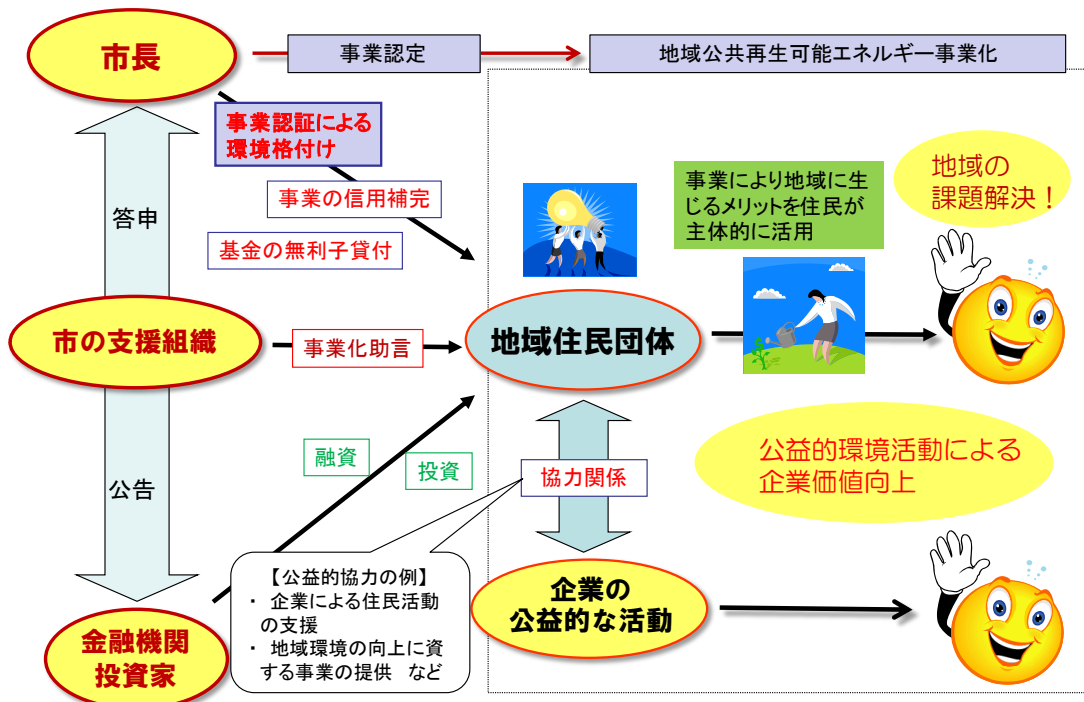 市長
事業認定
地域公共再生可能エネルギー事業化
事業認証による
環境格付け
事業の信用補完
基金の無利子貸付
答申
事業により地域に生
じるメリットを住民が
主体的に活用
地域の
課題解決！
市の支援組織
事業化助言
地域住民団体
融資
投資
協力関係
公益的環境活動による
企業価値向上
公告
【公益的協力の例】
・ 企業による住民活動
の支援
・ 地域環境の向上に資
する事業の提供 など
企業の
公益的な活動
金融機関
投資家